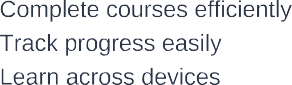 Complete courses efficiently
Track progress easily
Learn across devices